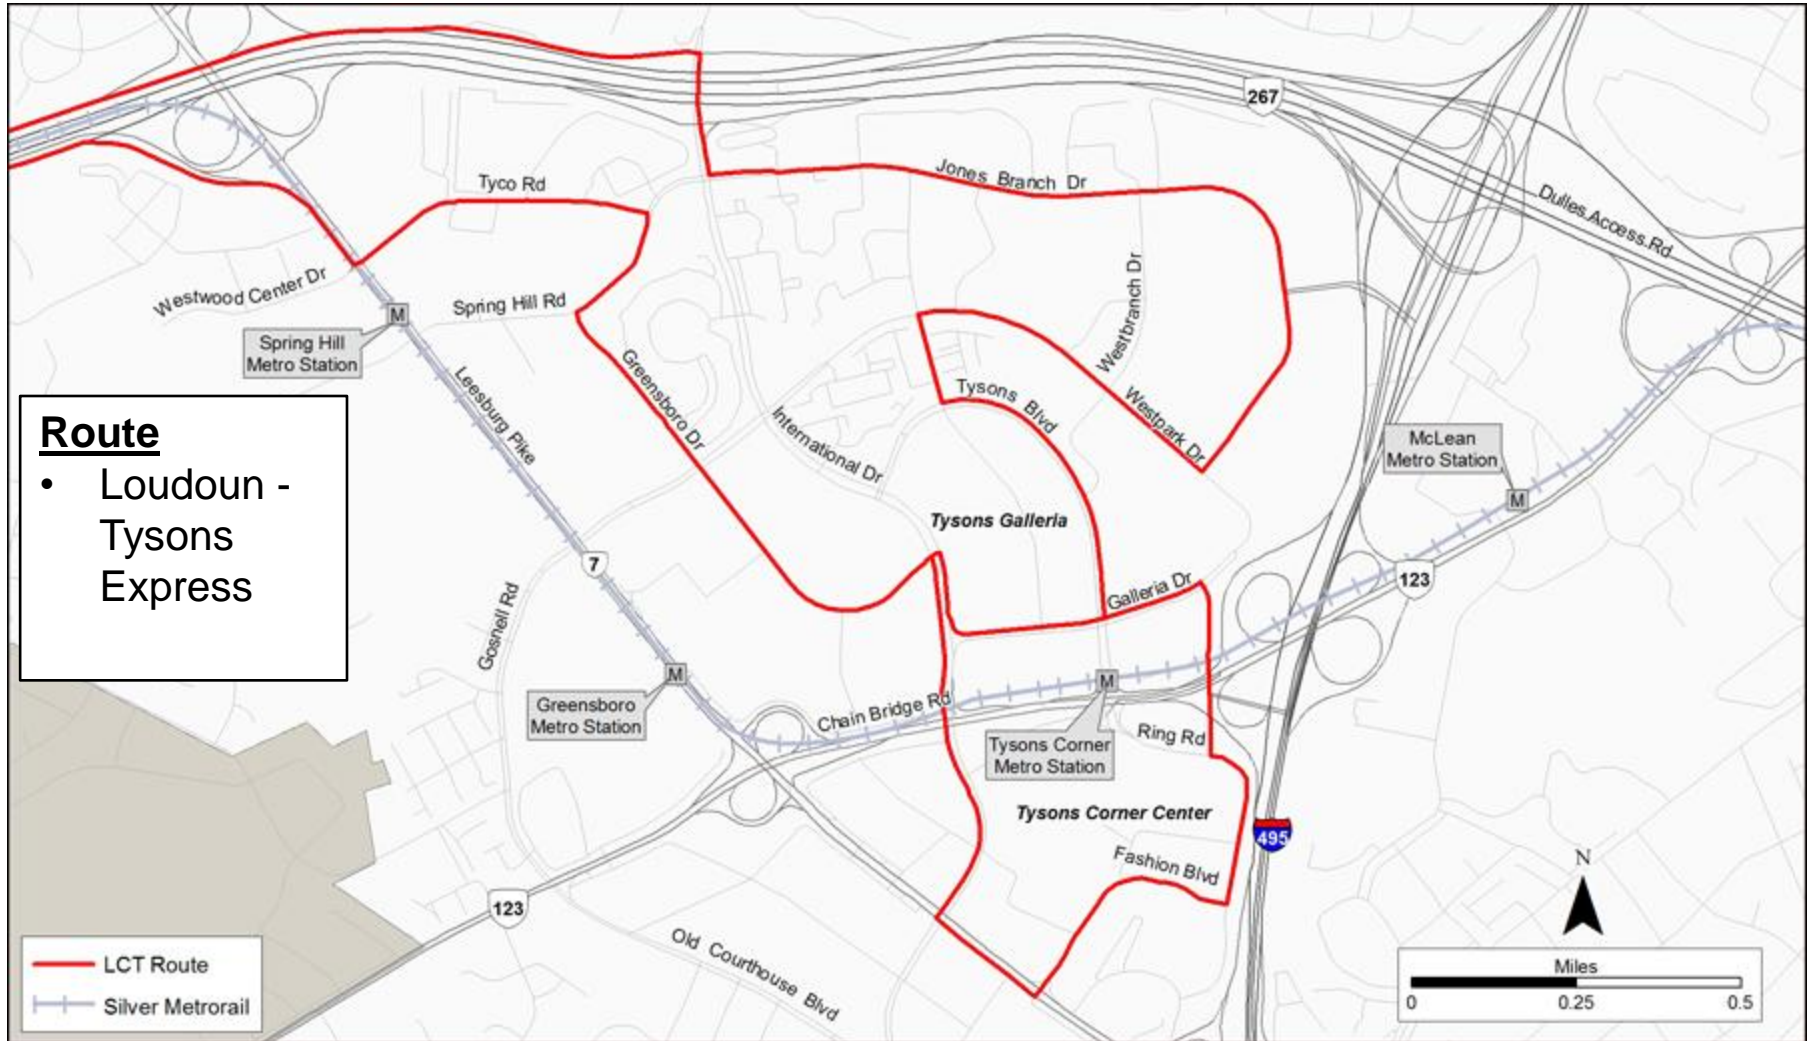 267
Jones Branch Dr
Tyco Rd
Dulles Access Rd
Westwood Center Dr
Spring Hill Rd
M
Spring Hill
Metro Station
Westbranch Dr
Greensboro Dr
Leesburg Pike
Tysons Blvd
Westpark Dr
International Dr
Route
• Loudoun -
Tysons
Express
McLean
Metro Station
M
Tysons Galleria
7
123
Galleria Dr
Gosnell Rd
M
Greensboro
Metro Station
M
Chain Bridge Rd
Ring Rd
Tysons Corner
Metro Station
Tysons Corner Center
495
Fashion Blvd
N
123
Old Courthouse Blvd
LCT Route
Silver Metrorail
Miles
0 0.25 0.5